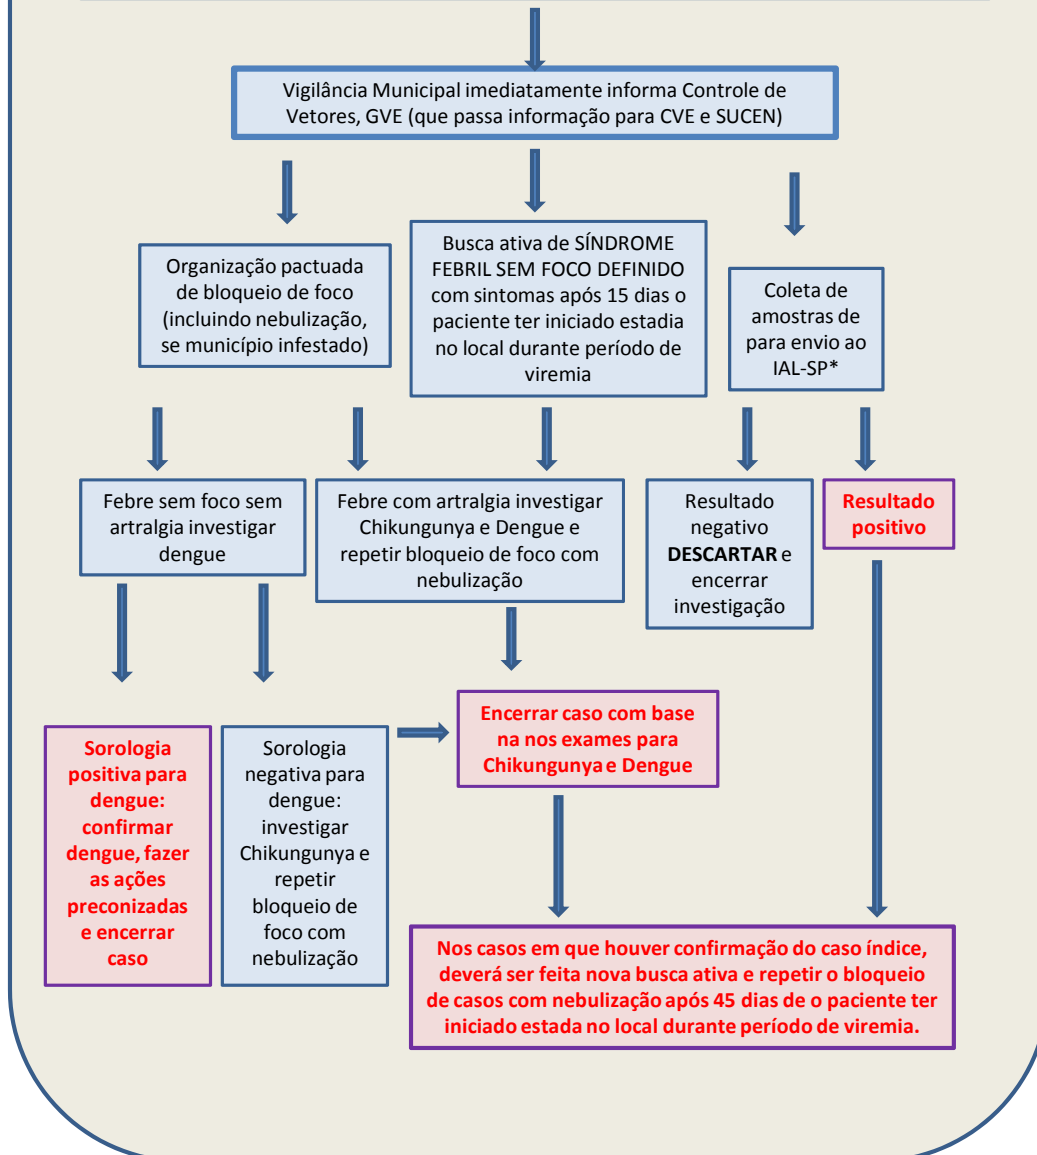 Vigilância Municipal imediatamente informa Controle de
Vetores, GVE (que passa informação para CVE e SUCEN)
Organização pactuada
de bloqueio de foco
(incluindo nebulização,
se município infestado)
Busca ativa de SÍNDROME
FEBRIL SEM FOCO DEFINIDO
com sintomas após 15 dias o
paciente ter iniciado estadia
no local durante período de
viremia
Coleta de
amostras de
para envio ao
IAL-SP*
Febre sem foco sem
artralgia investigar
dengue
Febre com artralgia investigar
Chikungunya e Dengue e
repetir bloqueio de foco com
nebulização
Resultado
negativo
DESCARTAR e
encerrar
investigação
Resultado
positivo
Sorologia
positiva para
dengue:
confirmar
dengue, fazer
as ações
preconizadas
e encerrar
caso
Sorologia
negativa para
dengue:
investigar
Chikungunya e
repetir
bloqueio de
foco com
nebulização
Encerrar caso com base
na nos exames para
Chikungunya e Dengue
Nos casos em que houver confirmação do caso índice,
deverá ser feita nova busca ativa e repetir o bloqueio
de casos com nebulização após 45 dias de o paciente ter
iniciado estada no local durante período de viremia.